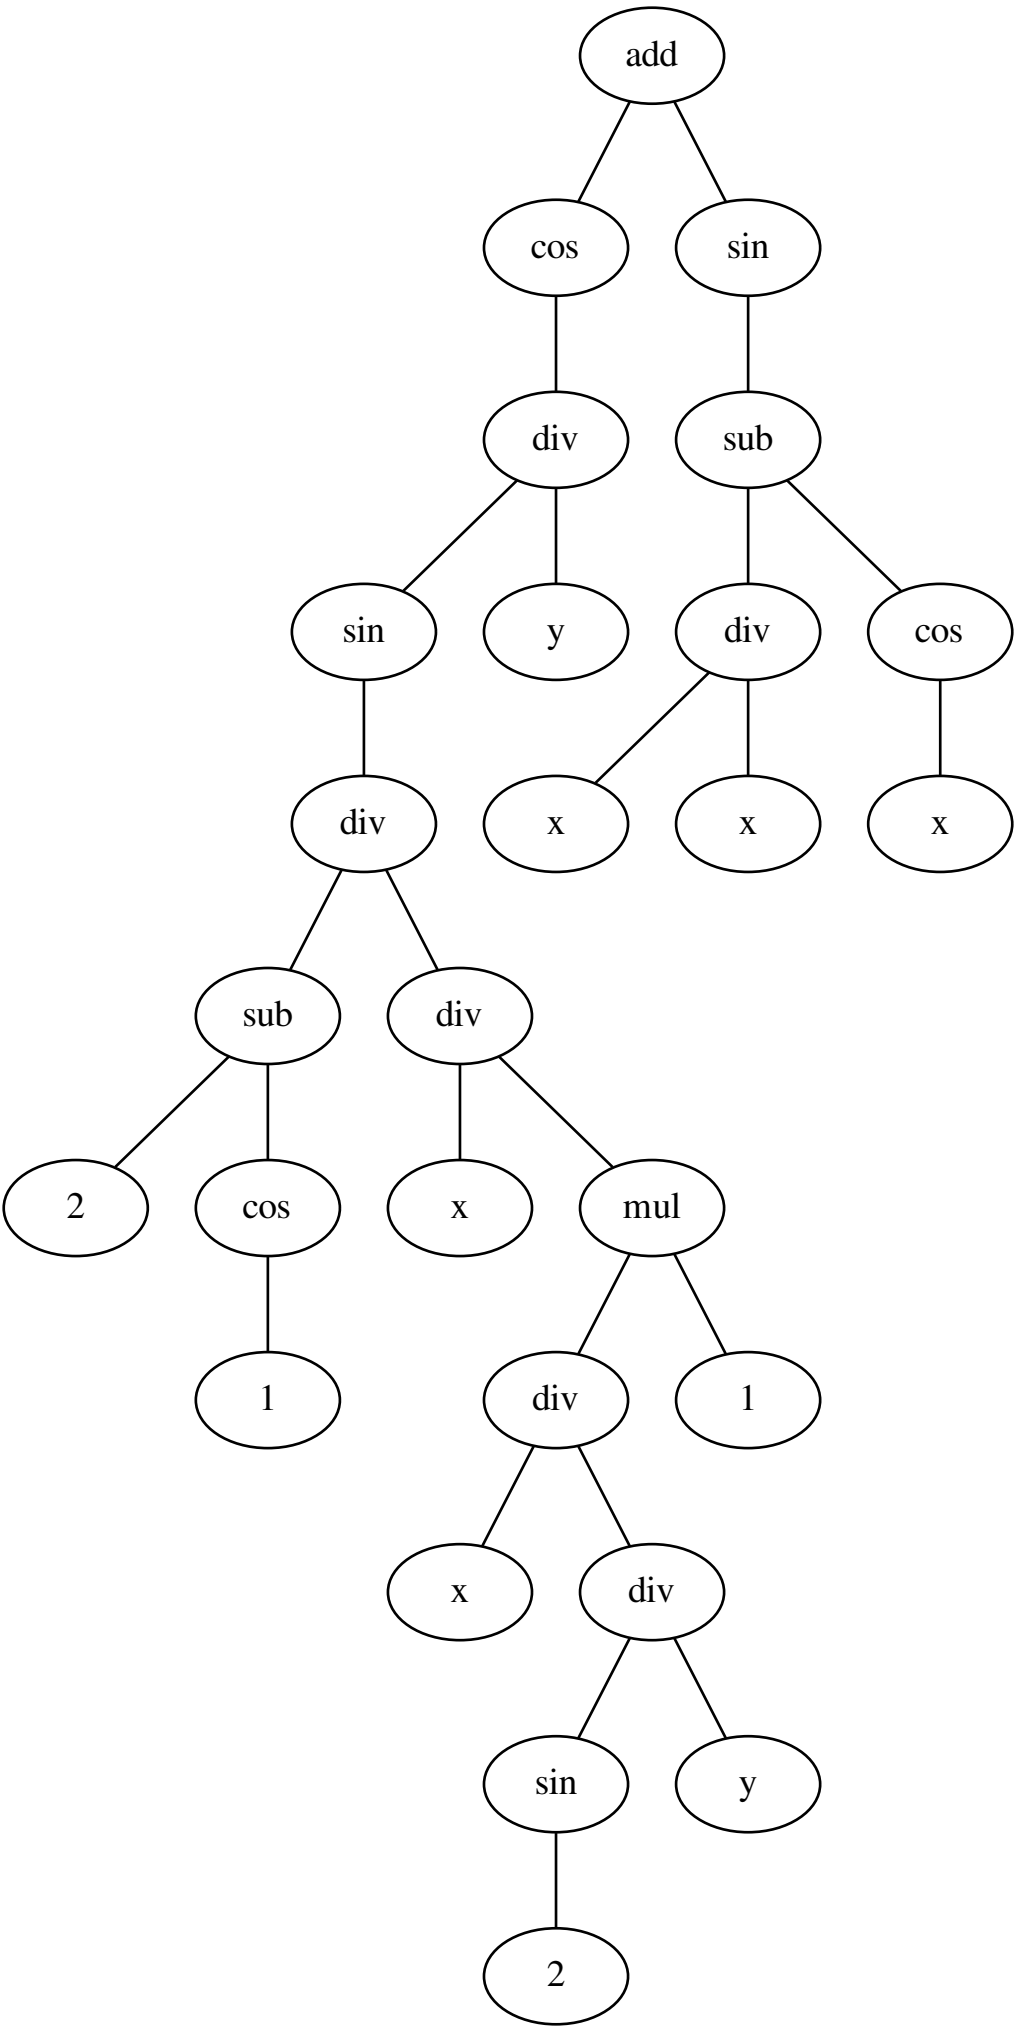 add
cos sin
div sub
sin y div cos
div x x x
sub div
2 cos x mul
1 div 1
x div
sin y
2